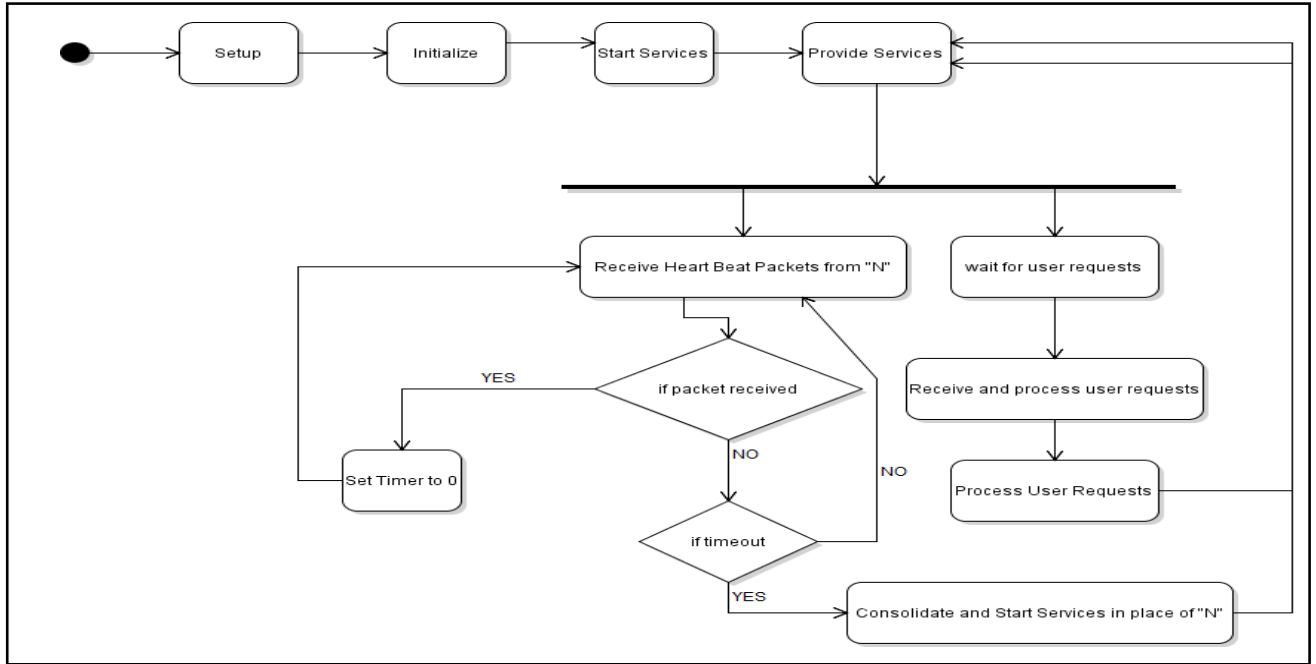 Setup
Initialize
Start Services
Provide Services
Receive Heart Beat Packets from "N"
wait for user requests
YES
if packet received
Receive and process user requests
NO
NO
Set Timer to 0
Process User Requests
if timeout
YES
Consolidate and Start Services in place of "N"